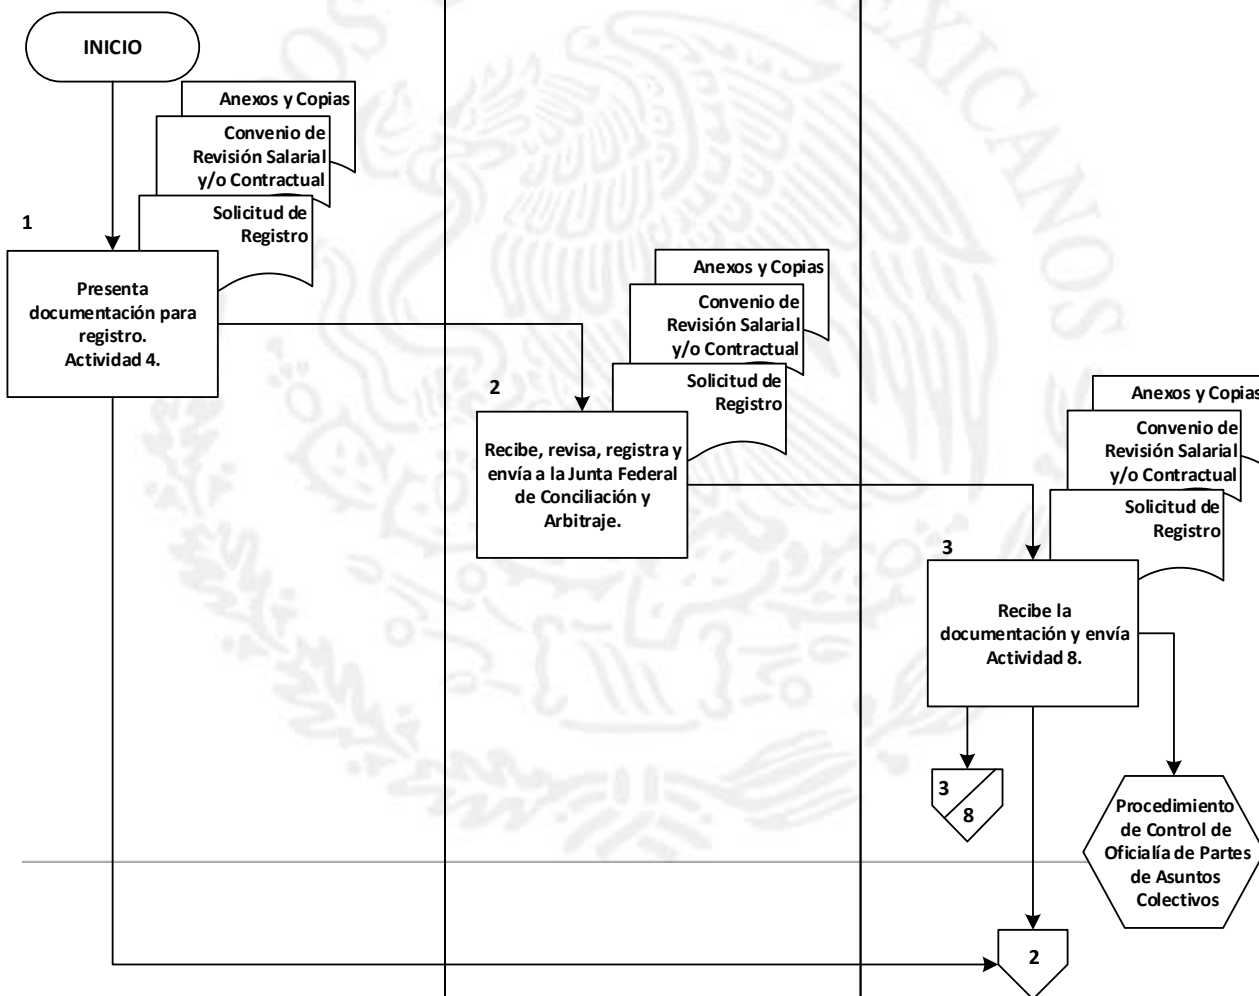 INICIO
Anexos y Copias
Convenio de
Revisión Salarial
y/o Contractual
Solicitud de
Registro
1
Presenta
documentación para
registro.
Actividad 4.
Anexos y Copias
Convenio de
Revisión Salarial
y/o Contractual
Solicitud de
Registro
2
Recibe, revisa, registra y
envía a la Junta Federal
de Conciliación y
Arbitraje.
Anexos y Copias
Convenio de
Revisión Salarial
y/o Contractual
Solicitud de
Registro
3
Recibe la
documentación y envía
Actividad 8.
3
8
Procedimiento
de Control de
Oficialía de Partes
de Asuntos
Colectivos
2
MEXICANOS